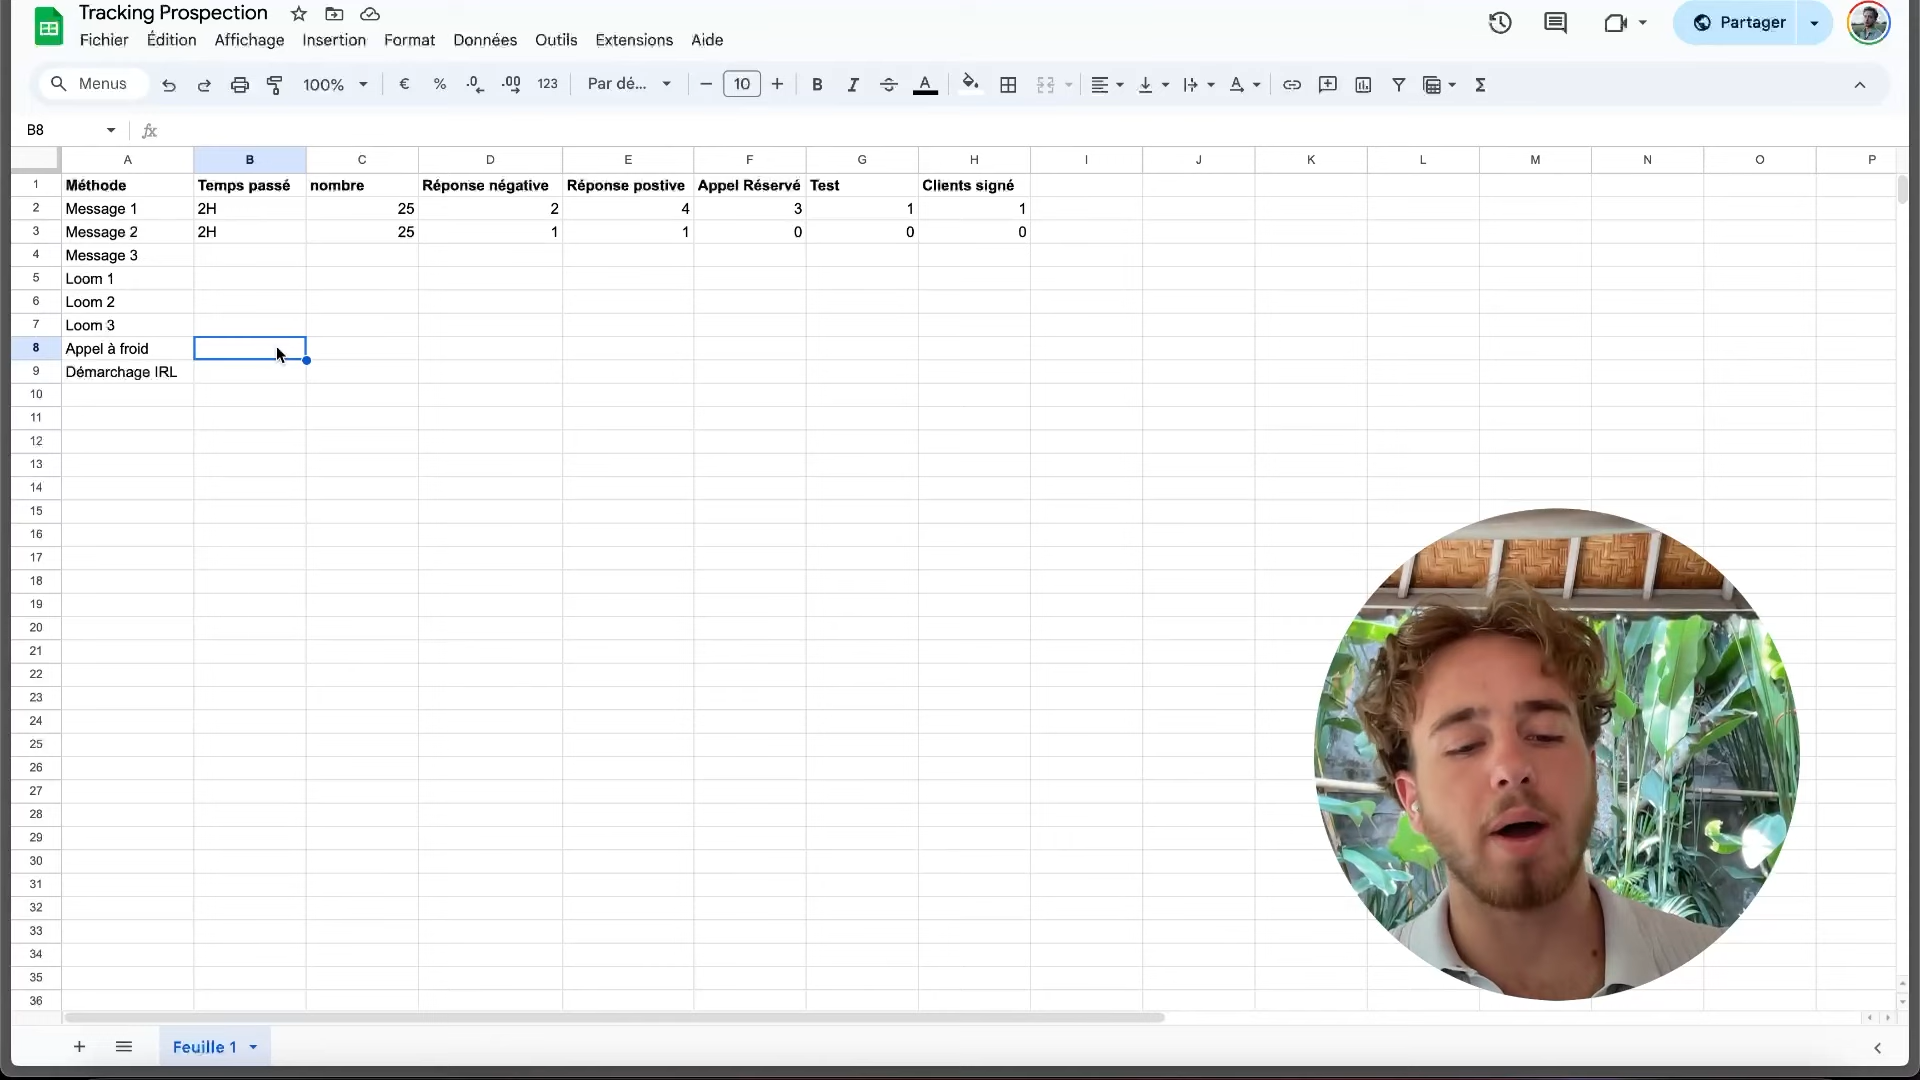 Tracking Prospection
Fichier Édition Affichage Insertion Format Données Outils Extensions Aide
Partager
Menus 100% € % .0 .00 123 Par dé... 10 B I A A Σ
B8 fx
A B C D E F G H I J K L M N O P
1 Méthode Temps passé nombre Réponse négative Réponse postive Appel Réservé Test Clients signé
2 Message 1 2H 25 2 4 3 1 1
3 Message 2 2H 25 1 1 0 0 0
4 Message 3
5 Loom 1
6 Loom 2
7 Loom 3
8 Appel à froid
9 Démarchage IRL
10
11
12
13
14
15
16
17
18
19
20
21
22
23
24
25
26
27
28
29
30
31
32
33
34
35
36
Feuille 1